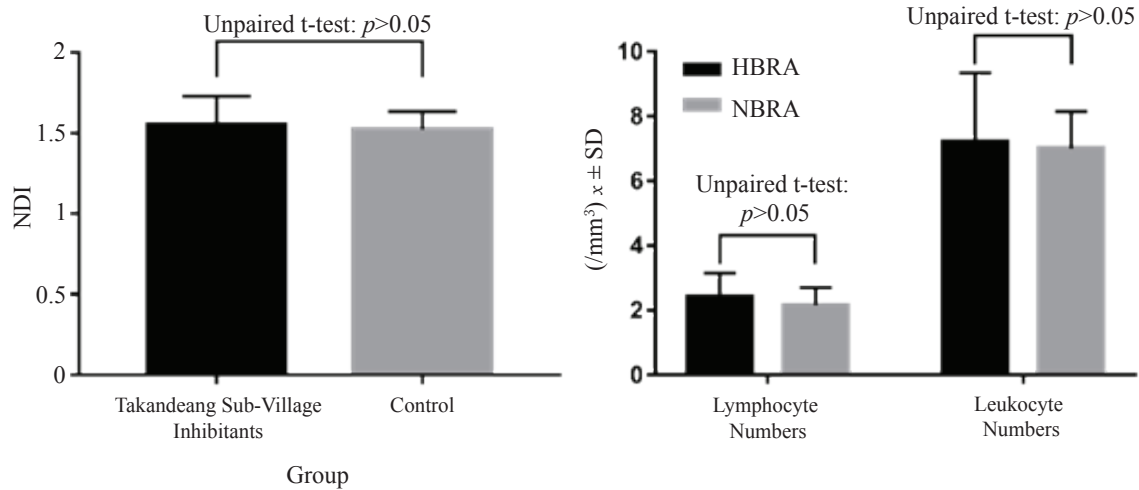 Unpaired t-test: p>0.05
2
1.5
1
0.5
0
NDI
Takandeang Sub-Village
Inhibitants
Control
Group
Unpaired t-test: p>0.05
10
8
6
4
2
0
(/mm³) x ± SD
HBRA
NBRA
Unpaired t-test:
p>0.05
Lymphocyte
Numbers
Leukocyte
Numbers